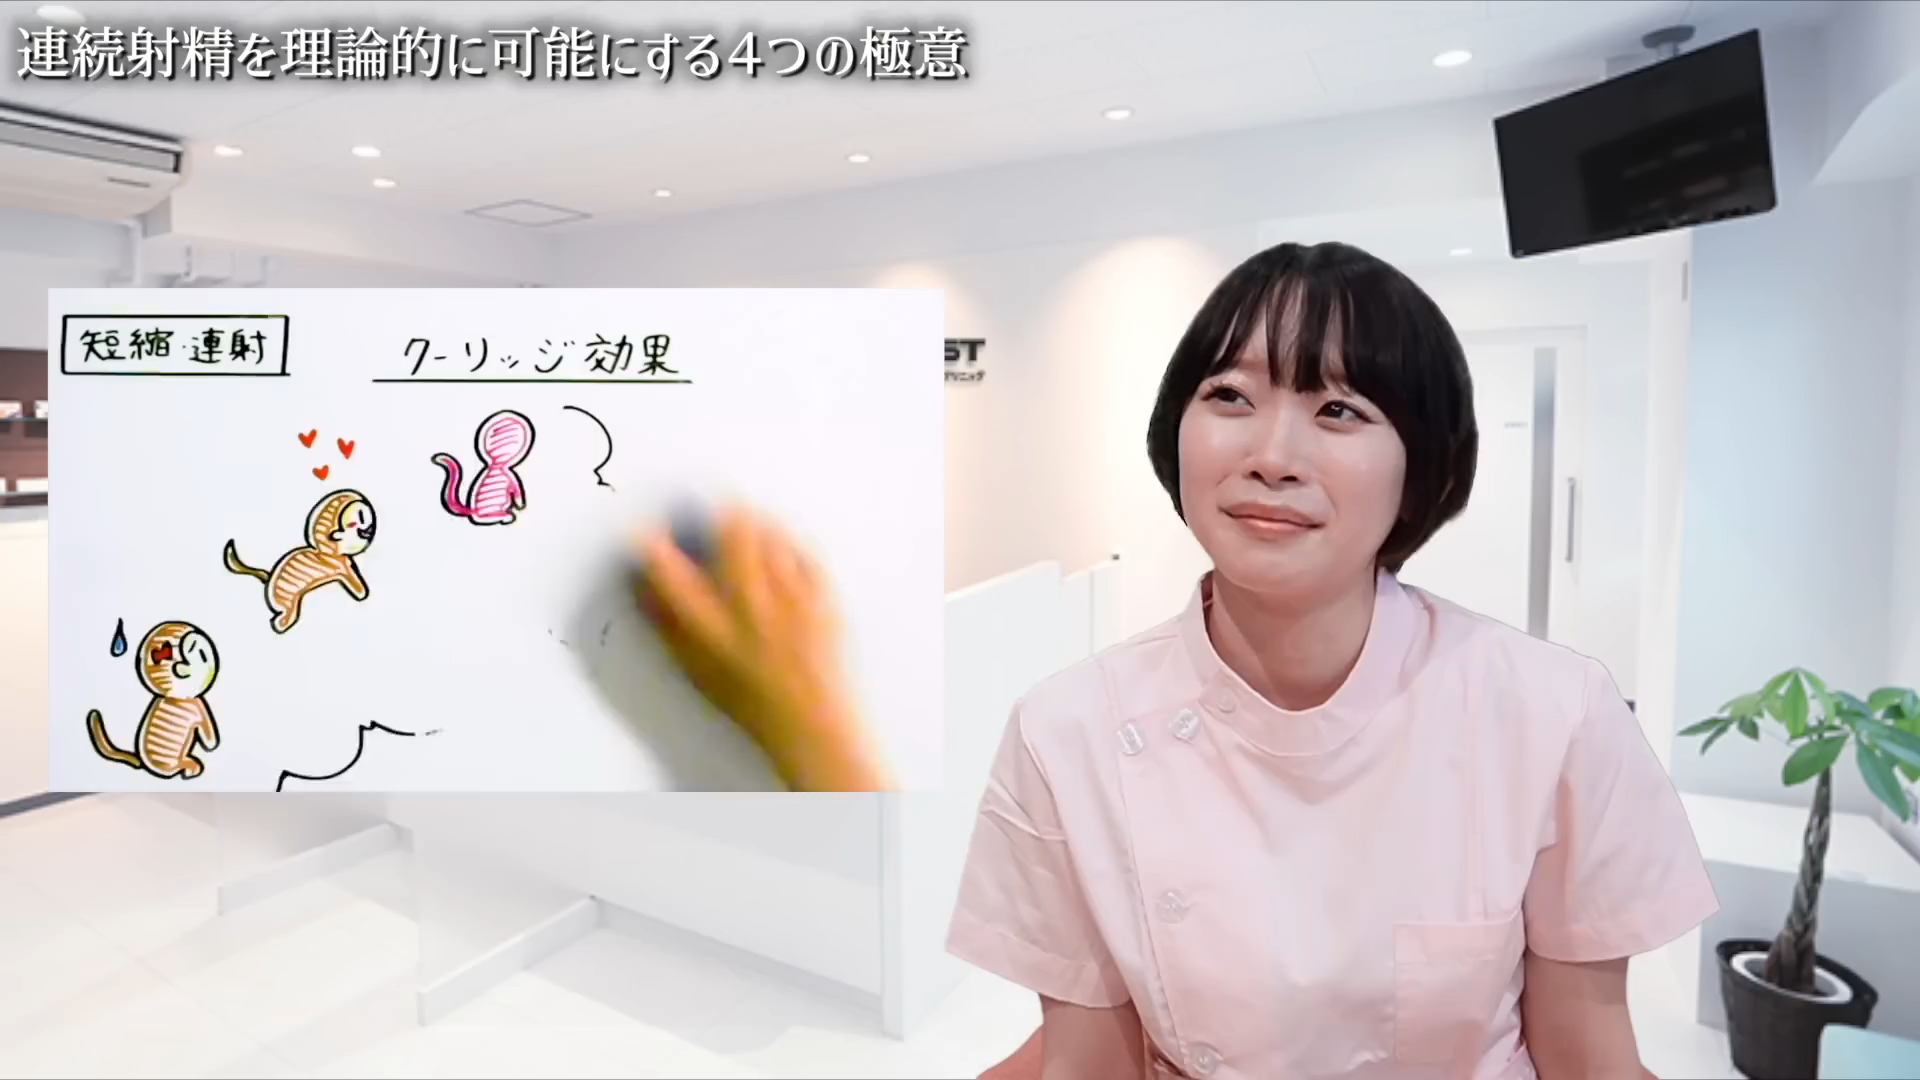 連続射精を理論的に可能にする4つの極意
短縮・連射
クーリッジ効果
ST